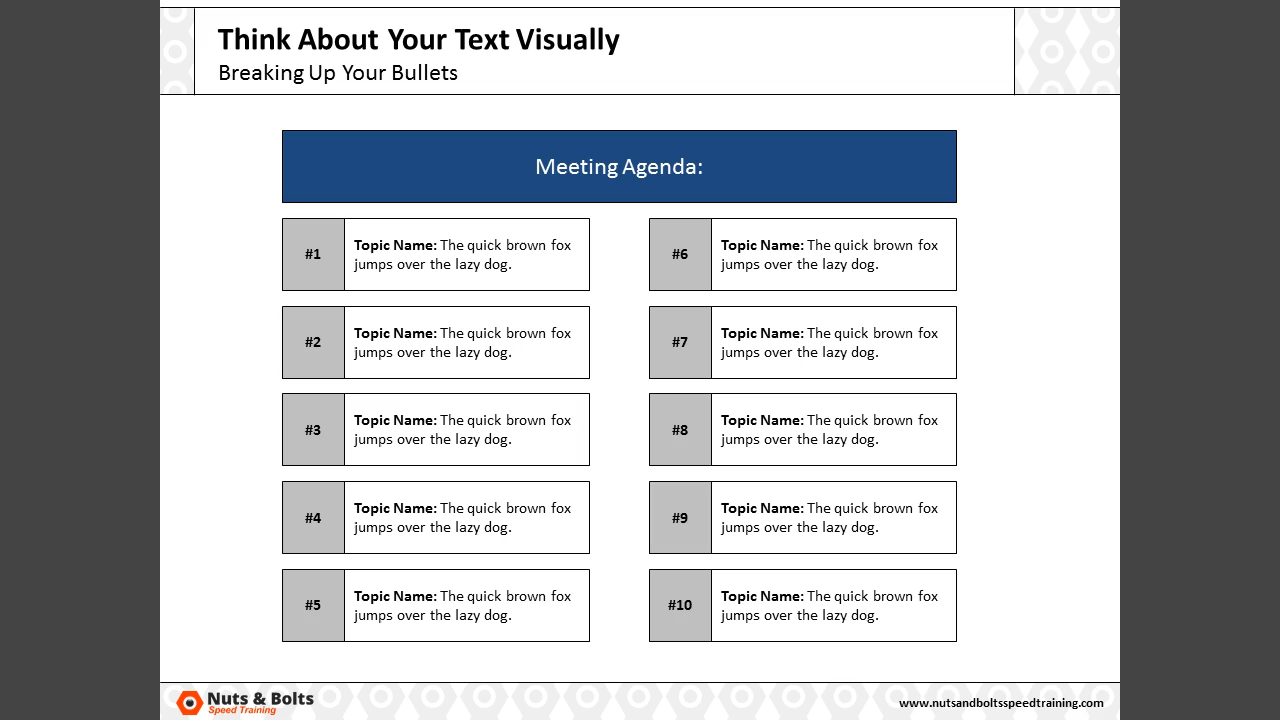 Think About Your Text Visually
Breaking Up Your Bullets
Meeting Agenda:
#1
Topic Name: The quick brown fox
jumps over the lazy dog.
#2
Topic Name: The quick brown fox
jumps over the lazy dog.
#3
Topic Name: The quick brown fox
jumps over the lazy dog.
#4
Topic Name: The quick brown fox
jumps over the lazy dog.
#5
Topic Name: The quick brown fox
jumps over the lazy dog.
#6
Topic Name: The quick brown fox
jumps over the lazy dog.
#7
Topic Name: The quick brown fox
jumps over the lazy dog.
#8
Topic Name: The quick brown fox
jumps over the lazy dog.
#9
Topic Name: The quick brown fox
jumps over the lazy dog.
#10
Topic Name: The quick brown fox
jumps over the lazy dog.
Nuts & Bolts
Speed Training
www.nutsandboltsspeedtraining.com